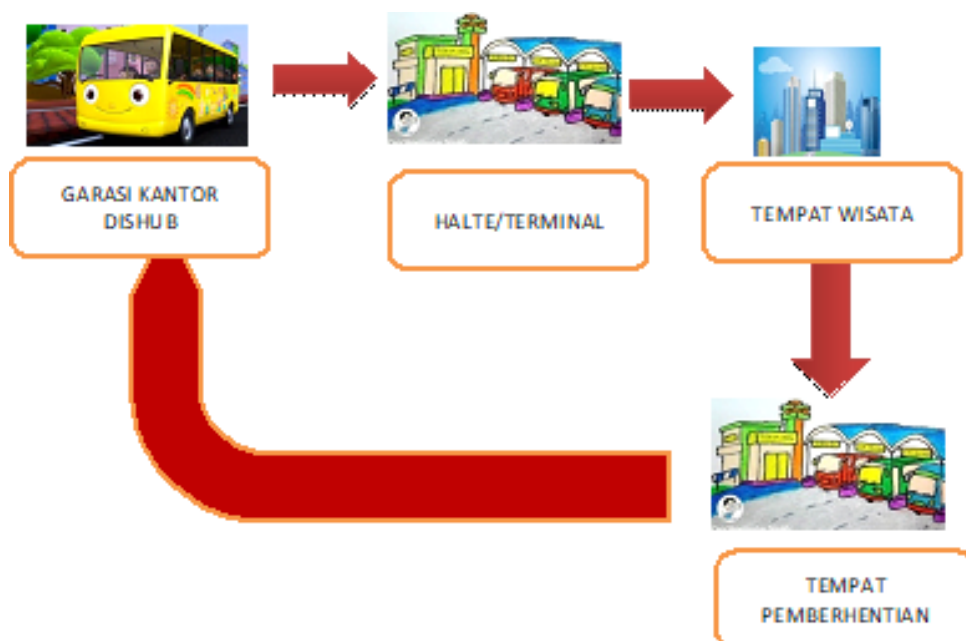 GARASI KANTOR
DISHUB
HALTE/TERMINAL
TEMPAT WISATA
TEMPAT
PEMBERHENTIAN